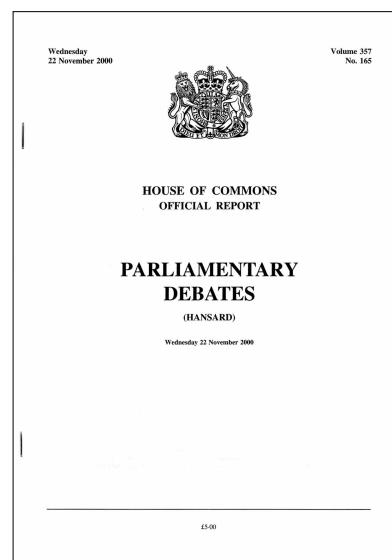 Wednesday
22 November 2000
Volume 357
No. 165
HOUSE OF COMMONS
OFFICIAL REPORT
PARLIAMENTARY
DEBATES
(HANSARD)
Wednesday 22 November 2000
£5·00